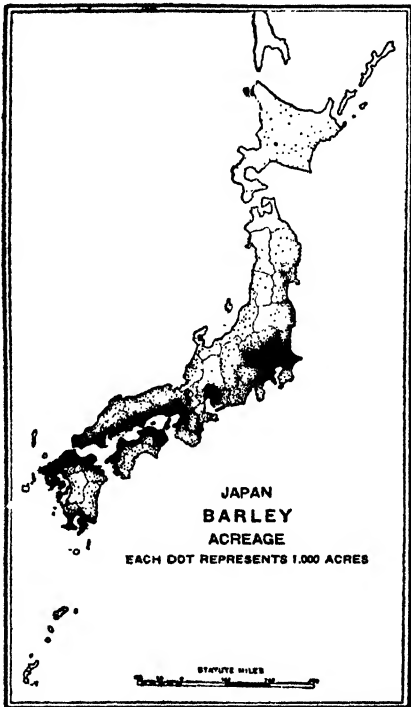 JAPAN
BARLEY
ACREAGE
EACH DOT REPRESENTS 1,000 ACRES
STATUTE MILES